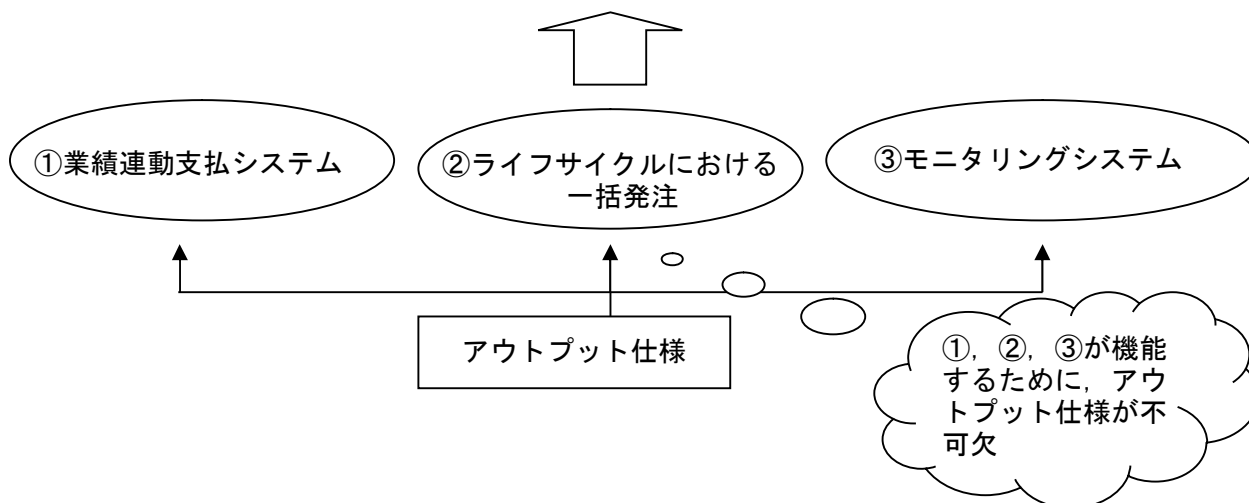 ①業績連動支払システム
②ライフサイクルにおける
一括発注
③モニタリングシステム
アウトプット仕様
①，②，③が機能
するために，アウ
トプット仕様が不
可欠